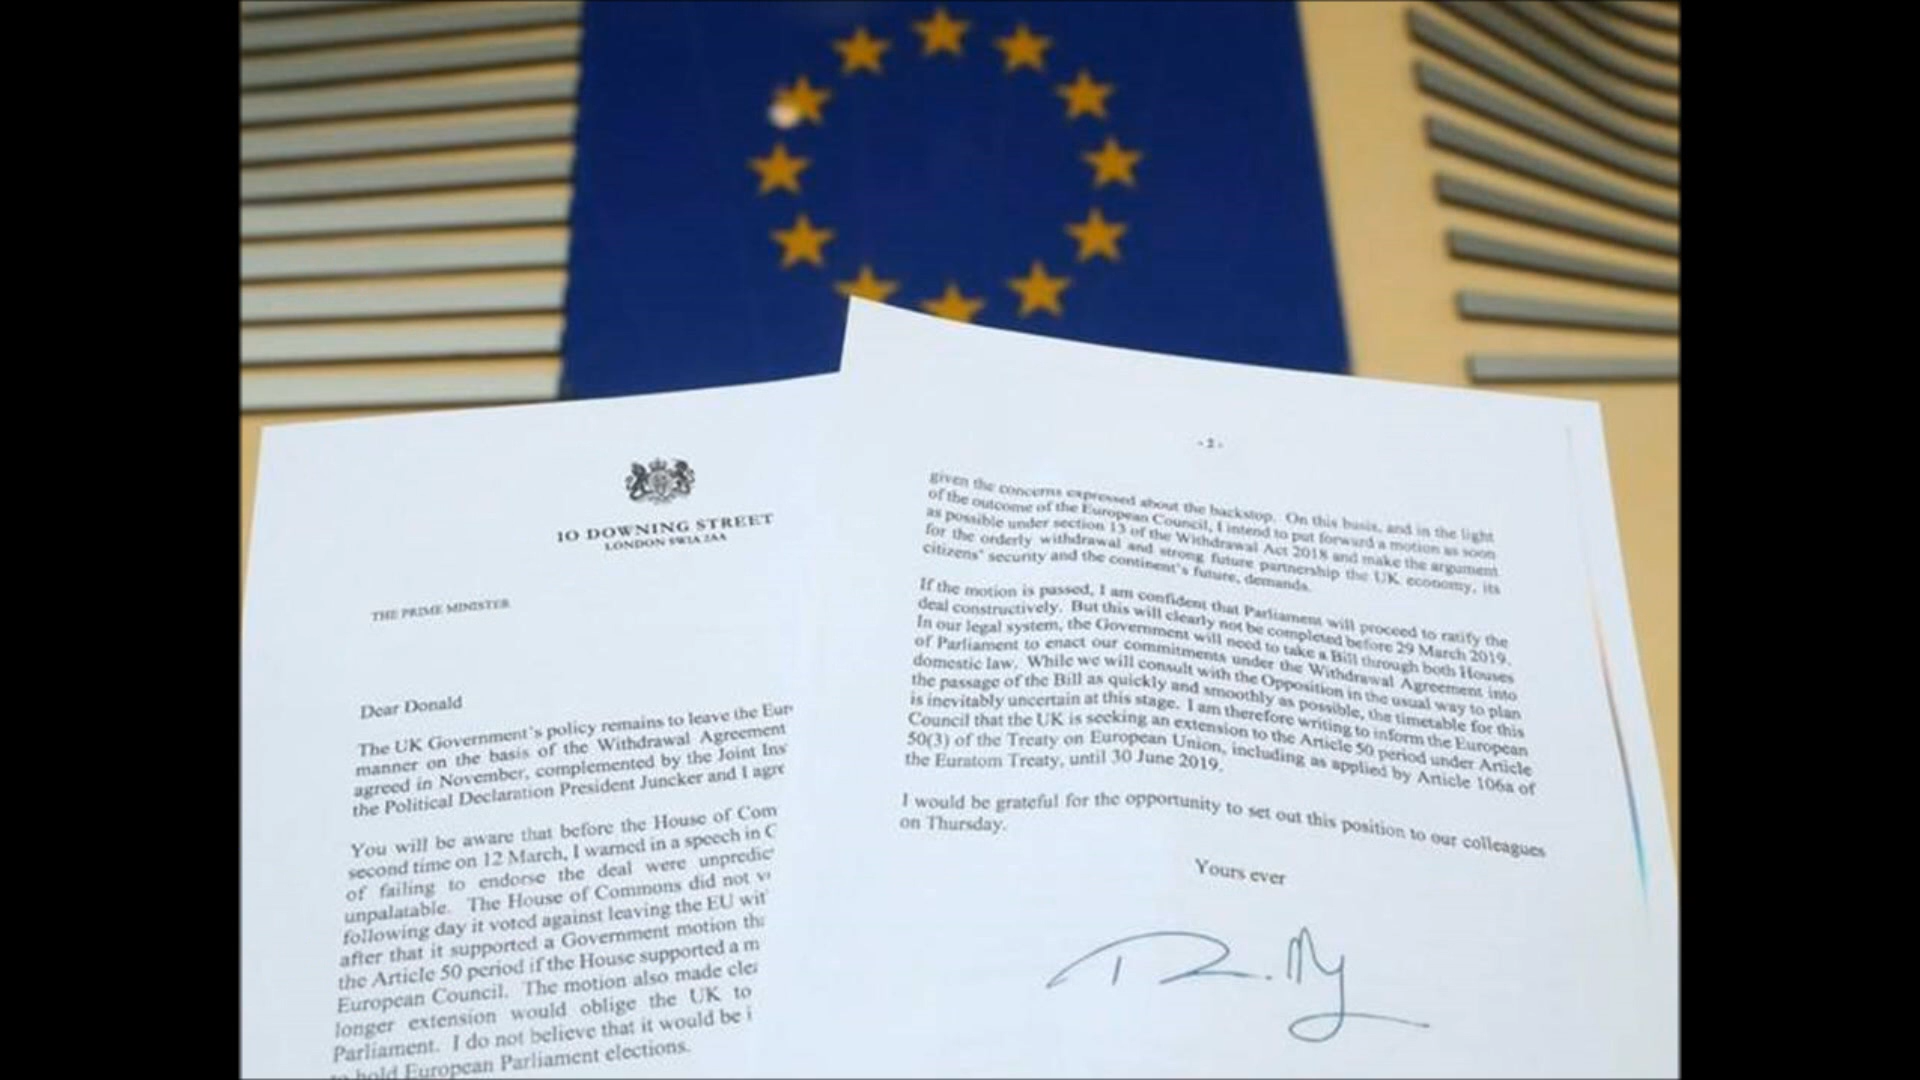 10 DOWNING STREET
LONDON SW1A 2AA
THE PRIME MINISTER
Dear Donald
The UK Government's policy remains to leave the Eur
manner on the basis of the Withdrawal Agreement
agreed in November, complemented by the Joint Ins
the Political Declaration President Juncker and I agre
You will be aware that before the House of Com
second time on 12 March, I warned in a speech in G
of failing to endorse the deal were unpredic
unpalatable. The House of Commons did not v
following day it voted against leaving the EU wit
after that it supported a Government motion th
the Article 50 period if the House supported a m
European Council. The motion also made cle
longer extension would oblige the UK to
Parliament. I do not believe that it would be i
to hold European Parliament elections.
- 2 -
given the concerns expressed about the backstop. On this basis, and in the light
of the outcome of the European Council, I intend to put forward a motion as soon
as possible under section 13 of the Withdrawal Act 2018 and make the argument
for the orderly withdrawal and strong future partnership the UK economy, its
citizens' security and the continent's future, demands.
If the motion is passed, I am confident that Parliament will proceed to ratify the
deal constructively. But this will clearly not be completed before 29 March 2019.
In our legal system, the Government will need to take a Bill through both Houses
of Parliament to enact our commitments under the Withdrawal Agreement into
domestic law. While we will consult with the Opposition in the usual way to plan
the passage of the Bill as quickly and smoothly as possible, the timetable for this
is inevitably uncertain at this stage. I am therefore writing to inform the European
Council that the UK is seeking an extension to the Article 50 period under Article
50(3) of the Treaty on European Union, including as applied by Article 106a of
the Euratom Treaty, until 30 June 2019.
I would be grateful for the opportunity to set out this position to our colleagues
on Thursday.
Yours ever